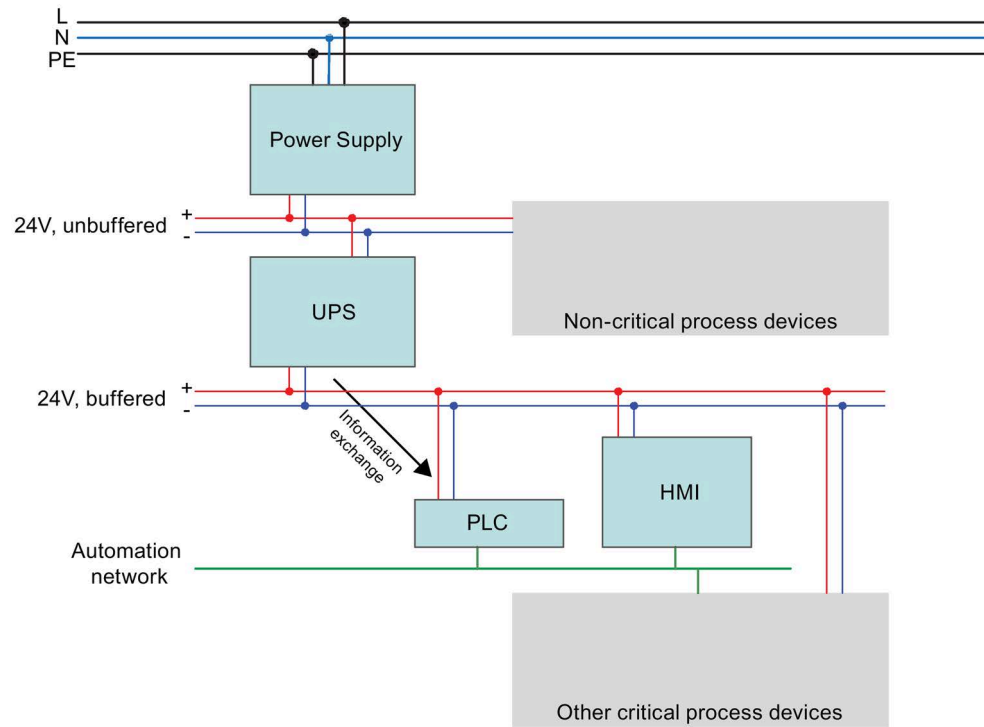 L
N
PE
Power Supply
24V, unbuffered
+
-
UPS
Non-critical process devices
24V, buffered
+
-
Information
exchange
HMI
PLC
Automation
network
Other critical process devices